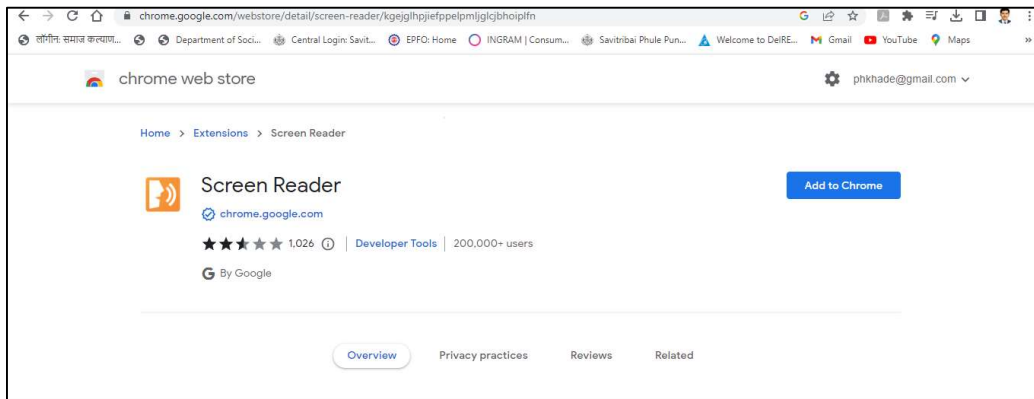 chrome.google.com/webstore/detail/screen-reader/kgejglhpjiefppelpmljglcjbhoiplfn
लॉगीन: समाज कल्याण... Department of Soci... Central Login: Savit... EPFO: Home INGRAM | Consum... Savitribai Phule Pun... Welcome to DelRE... Gmail YouTube Maps »
chrome web store phkhade@gmail.com
Home > Extensions > Screen Reader
Screen Reader Add to Chrome
chrome.google.com
1,026 Developer Tools 200,000+ users
By Google
Overview Privacy practices Reviews Related